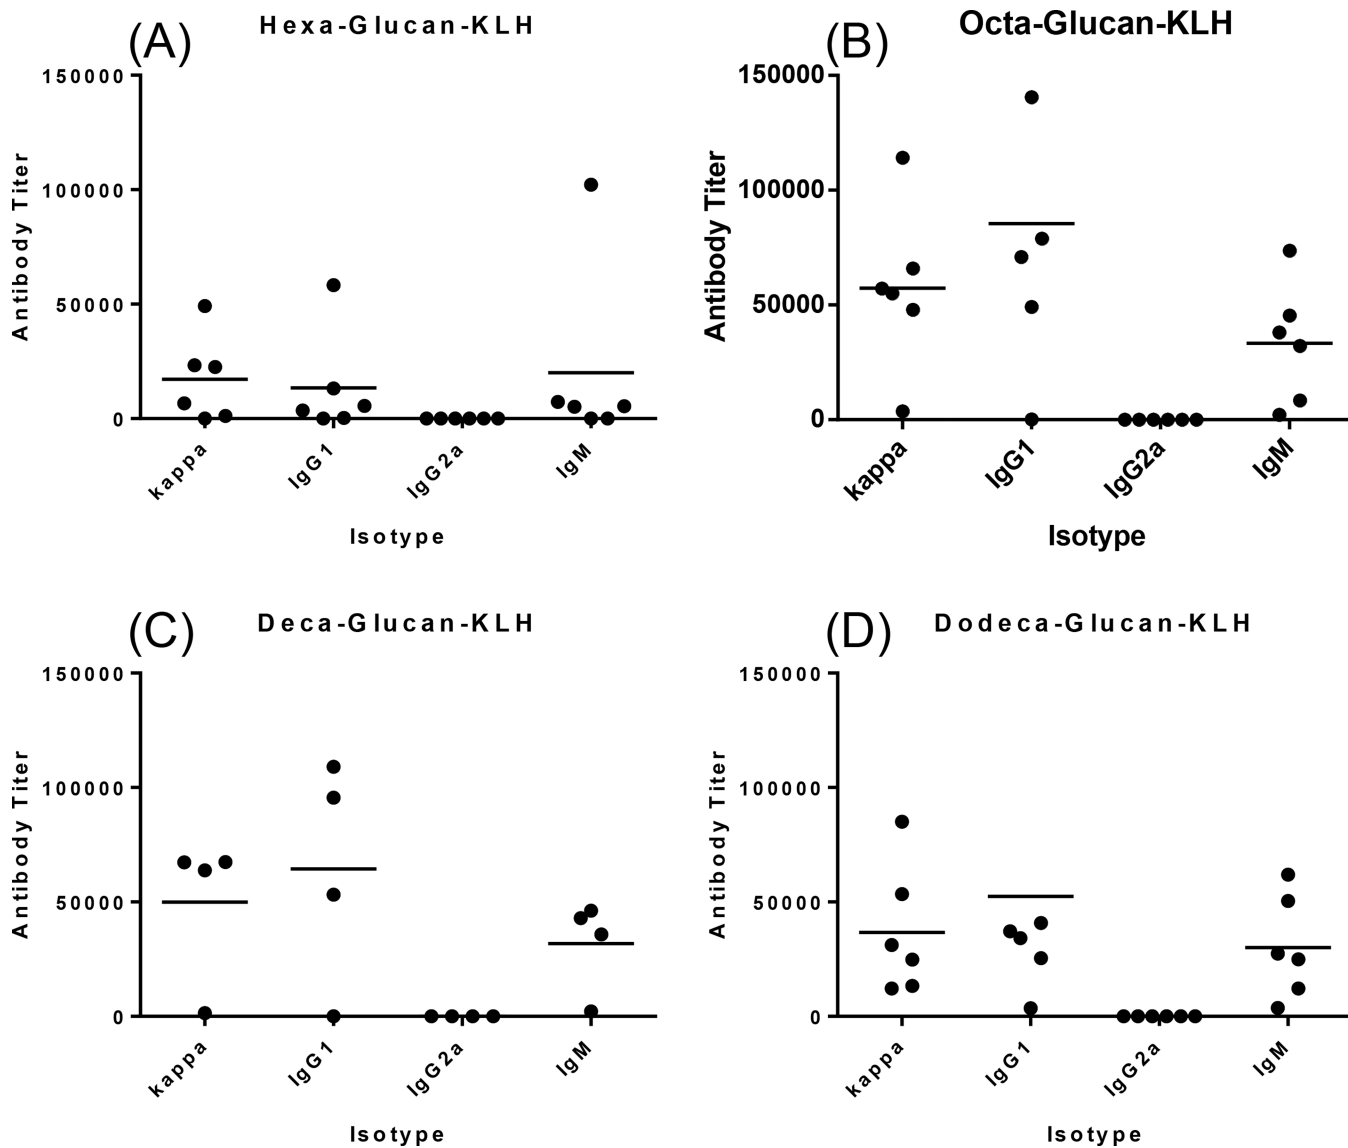 (A) Hexa-Glucan-KLH
150000
100000
50000
0
Antibody Titer
kappa IgG1 IgG2a IgM
Isotype
(B) Octa-Glucan-KLH
150000
100000
50000
0
Antibody Titer
kappa IgG1 IgG2a IgM
Isotype
(C) Deca-Glucan-KLH
150000
100000
50000
0
Antibody Titer
kappa IgG1 IgG2a IgM
Isotype
(D) Dodeca-Glucan-KLH
150000
100000
50000
0
Antibody Titer
kappa IgG1 IgG2a IgM
Isotype